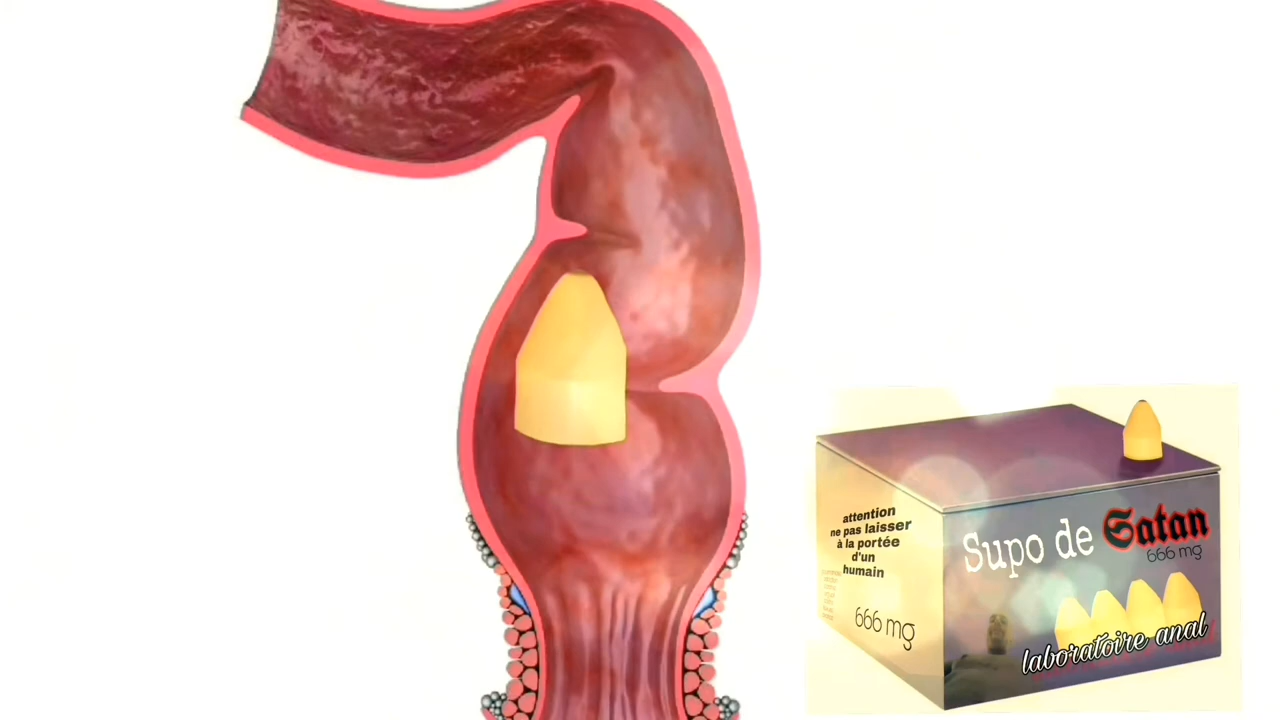 attention
ne pas laisser
à la portée
d'un
humain
666 mg
Supo de Satan
666 mg
laboratoire anal